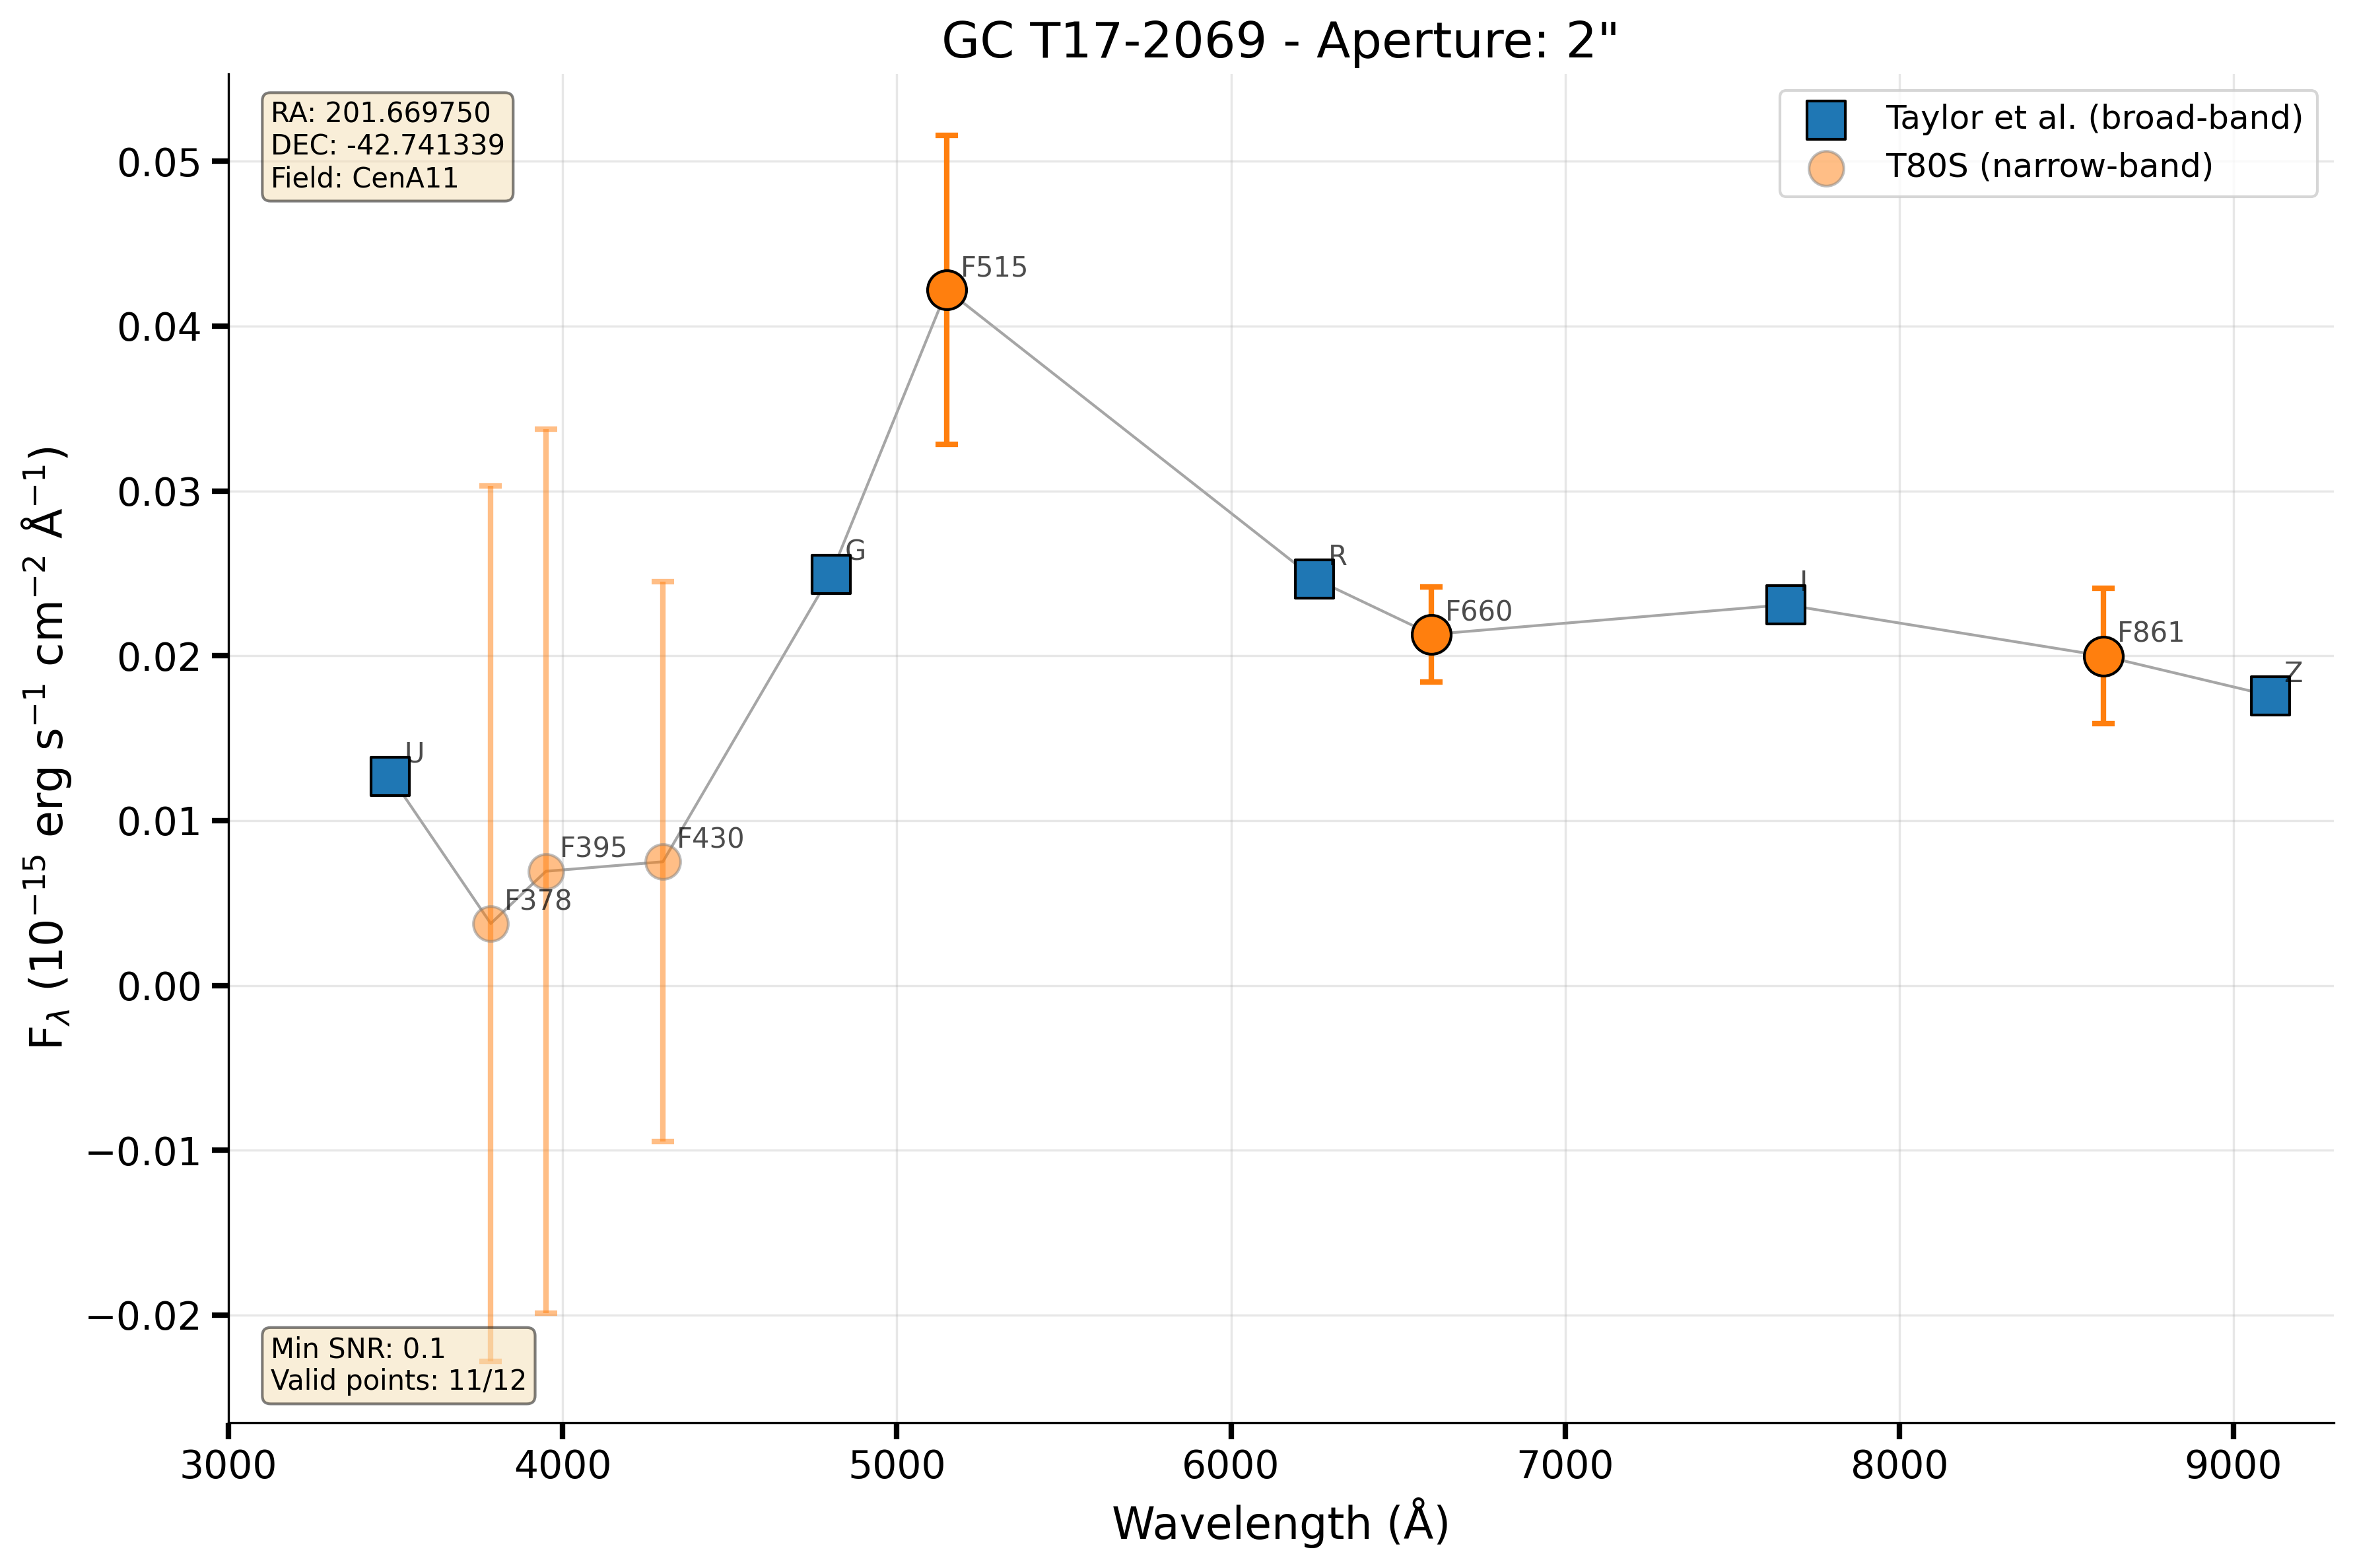 GC T17-2069 - Aperture: 2"
RA: 201.669750
DEC: -42.741339
Field: CenA11
Taylor et al. (broad-band)
T80S (narrow-band)
0.05
0.04
0.03
0.02
0.01
0.00
−0.01
−0.02
F515
G
R
I
F660
F861
Z
U
F395
F430
F378
Min SNR: 0.1
Valid points: 11/12
3000
4000
5000
6000
7000
8000
9000
Wavelength (Å)
F_λ (10⁻¹⁵ erg s⁻¹ cm⁻² Å⁻¹)